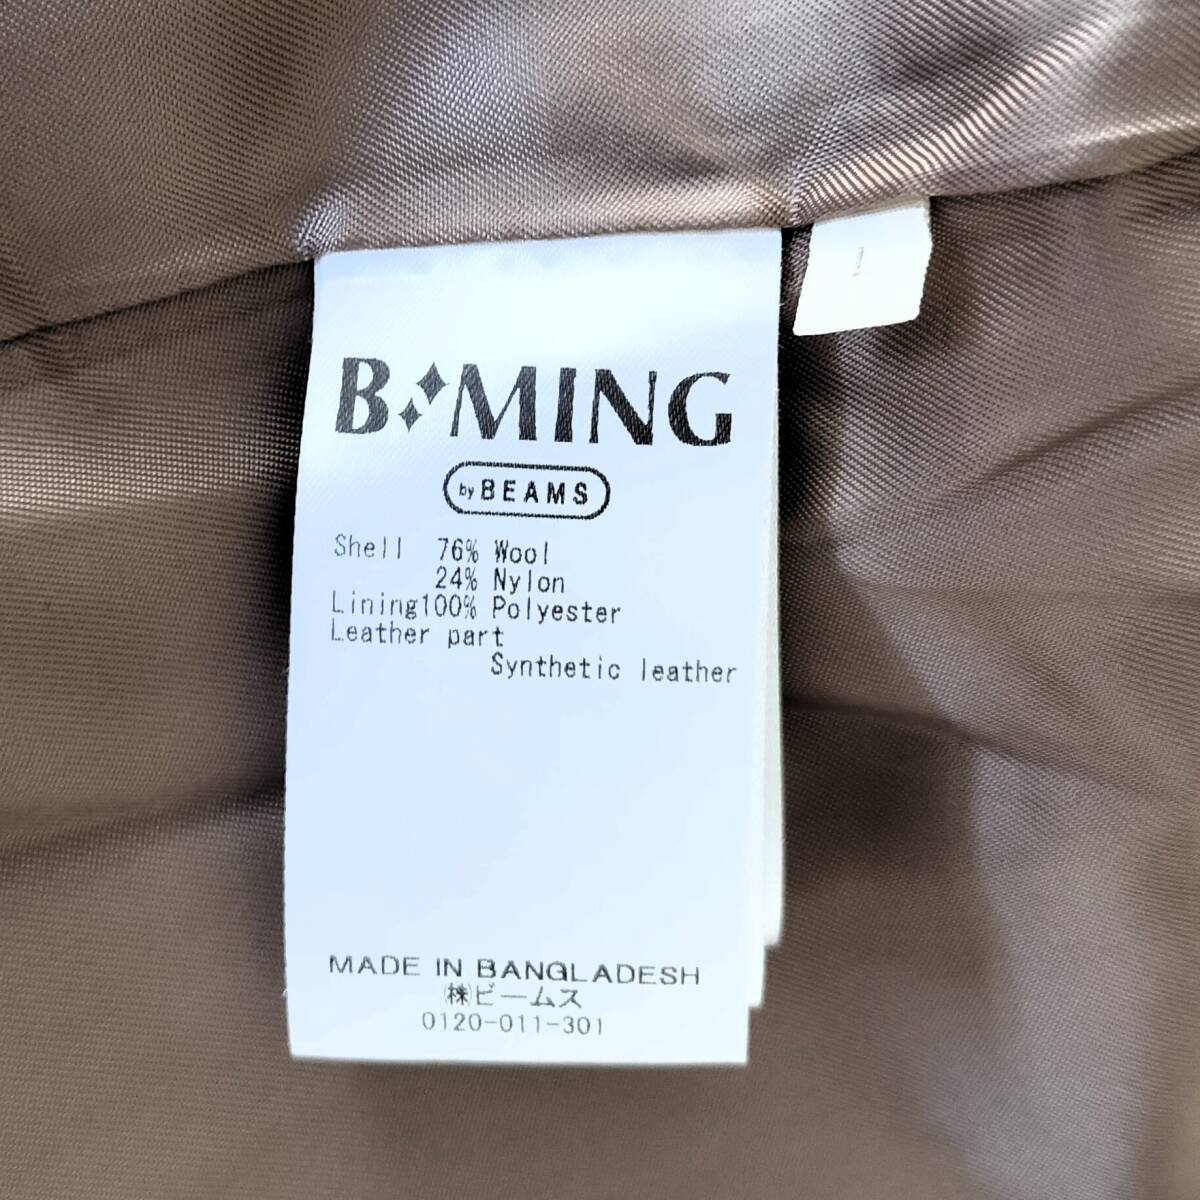 B MING
by BEAMS
Shell 76% Wool
24% Nylon
Lining100% Polyester
Leather part
Synthetic leather
MADE IN BANGLADESH
㈱ビームス
0120-011-301